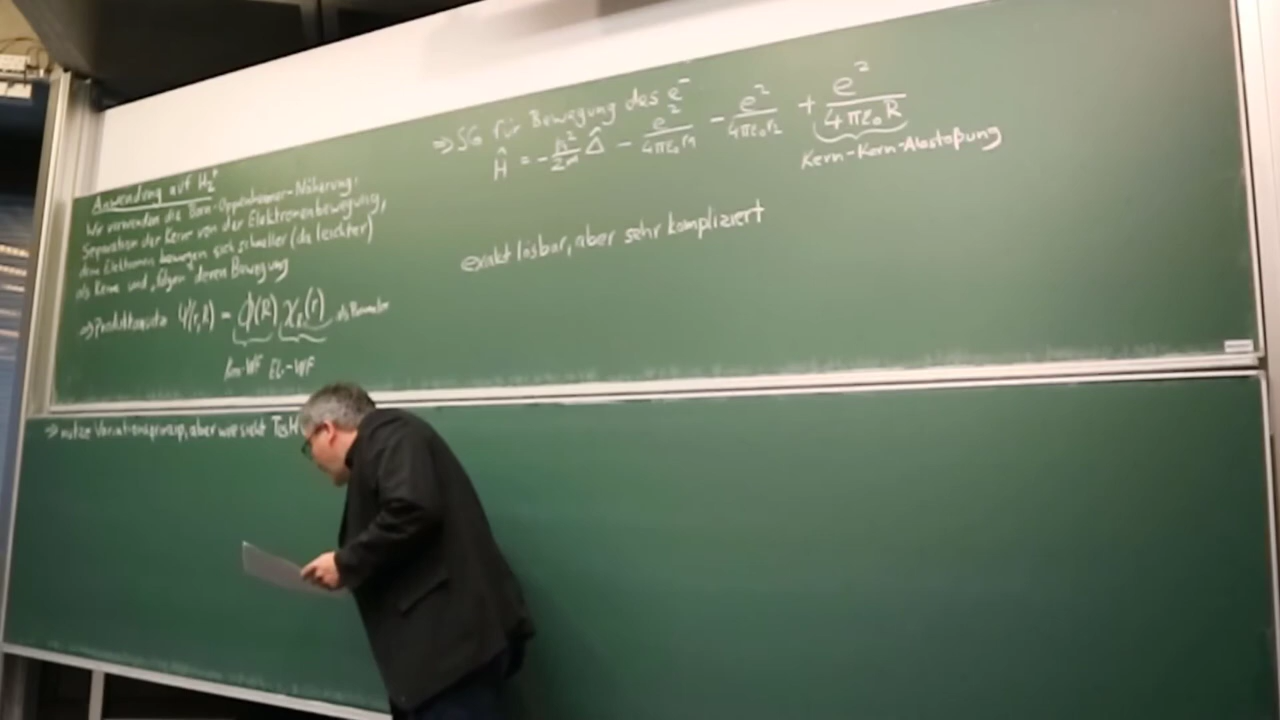 Anwendung auf H₂⁺
Wir verwenden die Born-Oppenheimer-Näherung:
Separation der Kerne von der Elektronenbewegung,
denn Elektronen bewegen sich schneller (da leichter)
als Kerne und „folgen" deren Bewegung
⇒ Produktansatz Ψ(r,R) = ϕ(R) χ_R(r) als Parameter
Kern-WF El-WF
⇒ SG für Bewegung des e⁻
Ĥ = -ħ²/2m Δ̂ - e²/4πε₀r₁ - e²/4πε₀r₂ + e²/4πε₀R
Kern-Kern-Abstoßung
exakt lösbar, aber sehr kompliziert
⇒ nutze Variationsprinzip, aber wie sieht